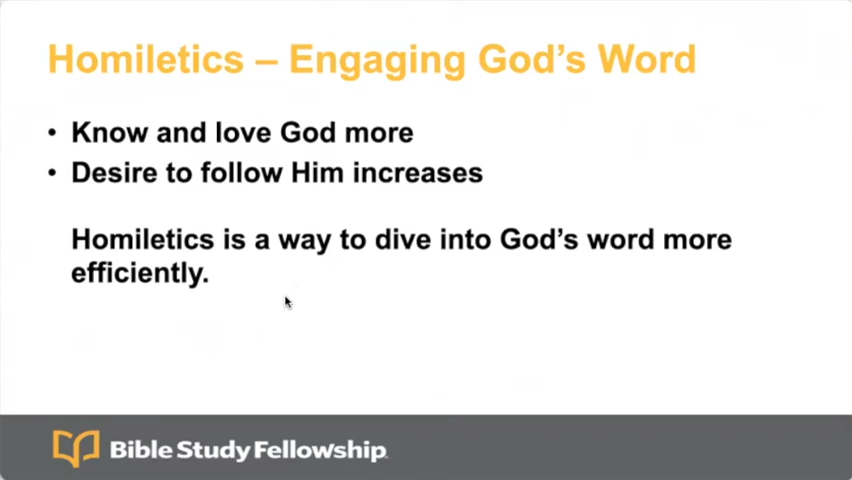 Homiletics – Engaging God's Word
• Know and love God more
• Desire to follow Him increases
Homiletics is a way to dive into God's word more
efficiently.
Bible Study Fellowship